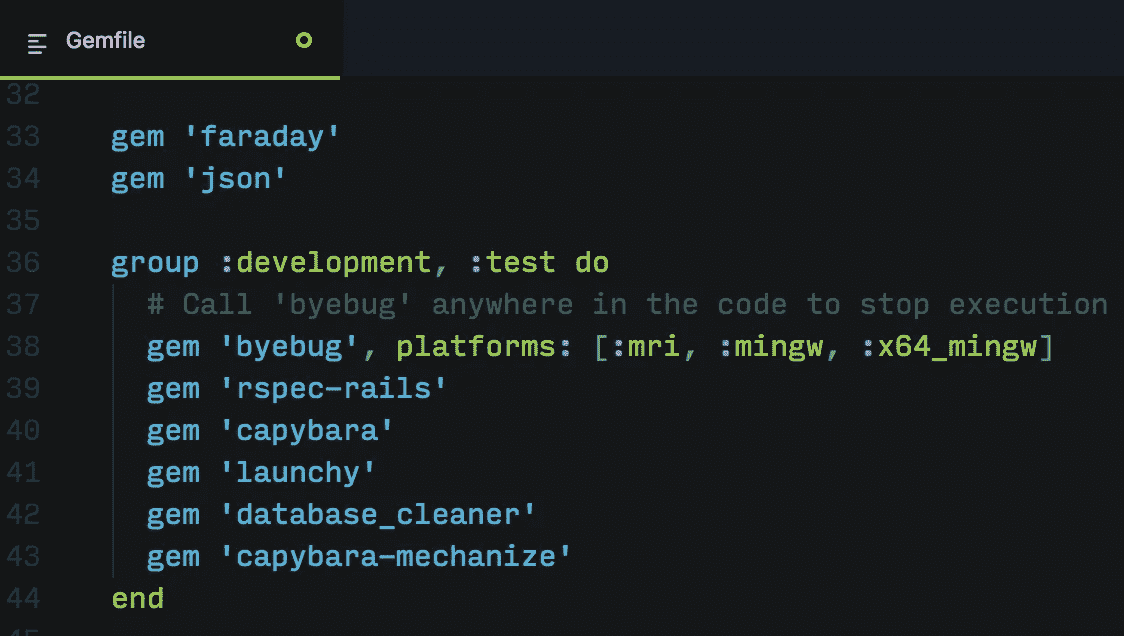 Gemfile
32
33 gem 'faraday'
34 gem 'json'
35
36 group :development, :test do
37 # Call 'byebug' anywhere in the code to stop execution
38 gem 'byebug', platforms: [:mri, :mingw, :x64_mingw]
39 gem 'rspec-rails'
40 gem 'capybara'
41 gem 'launchy'
42 gem 'database_cleaner'
43 gem 'capybara-mechanize'
44 end
45